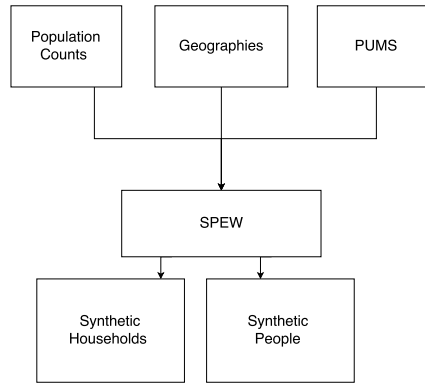 Population
Counts
Geographies
PUMS
SPEW
Synthetic
Households
Synthetic
People